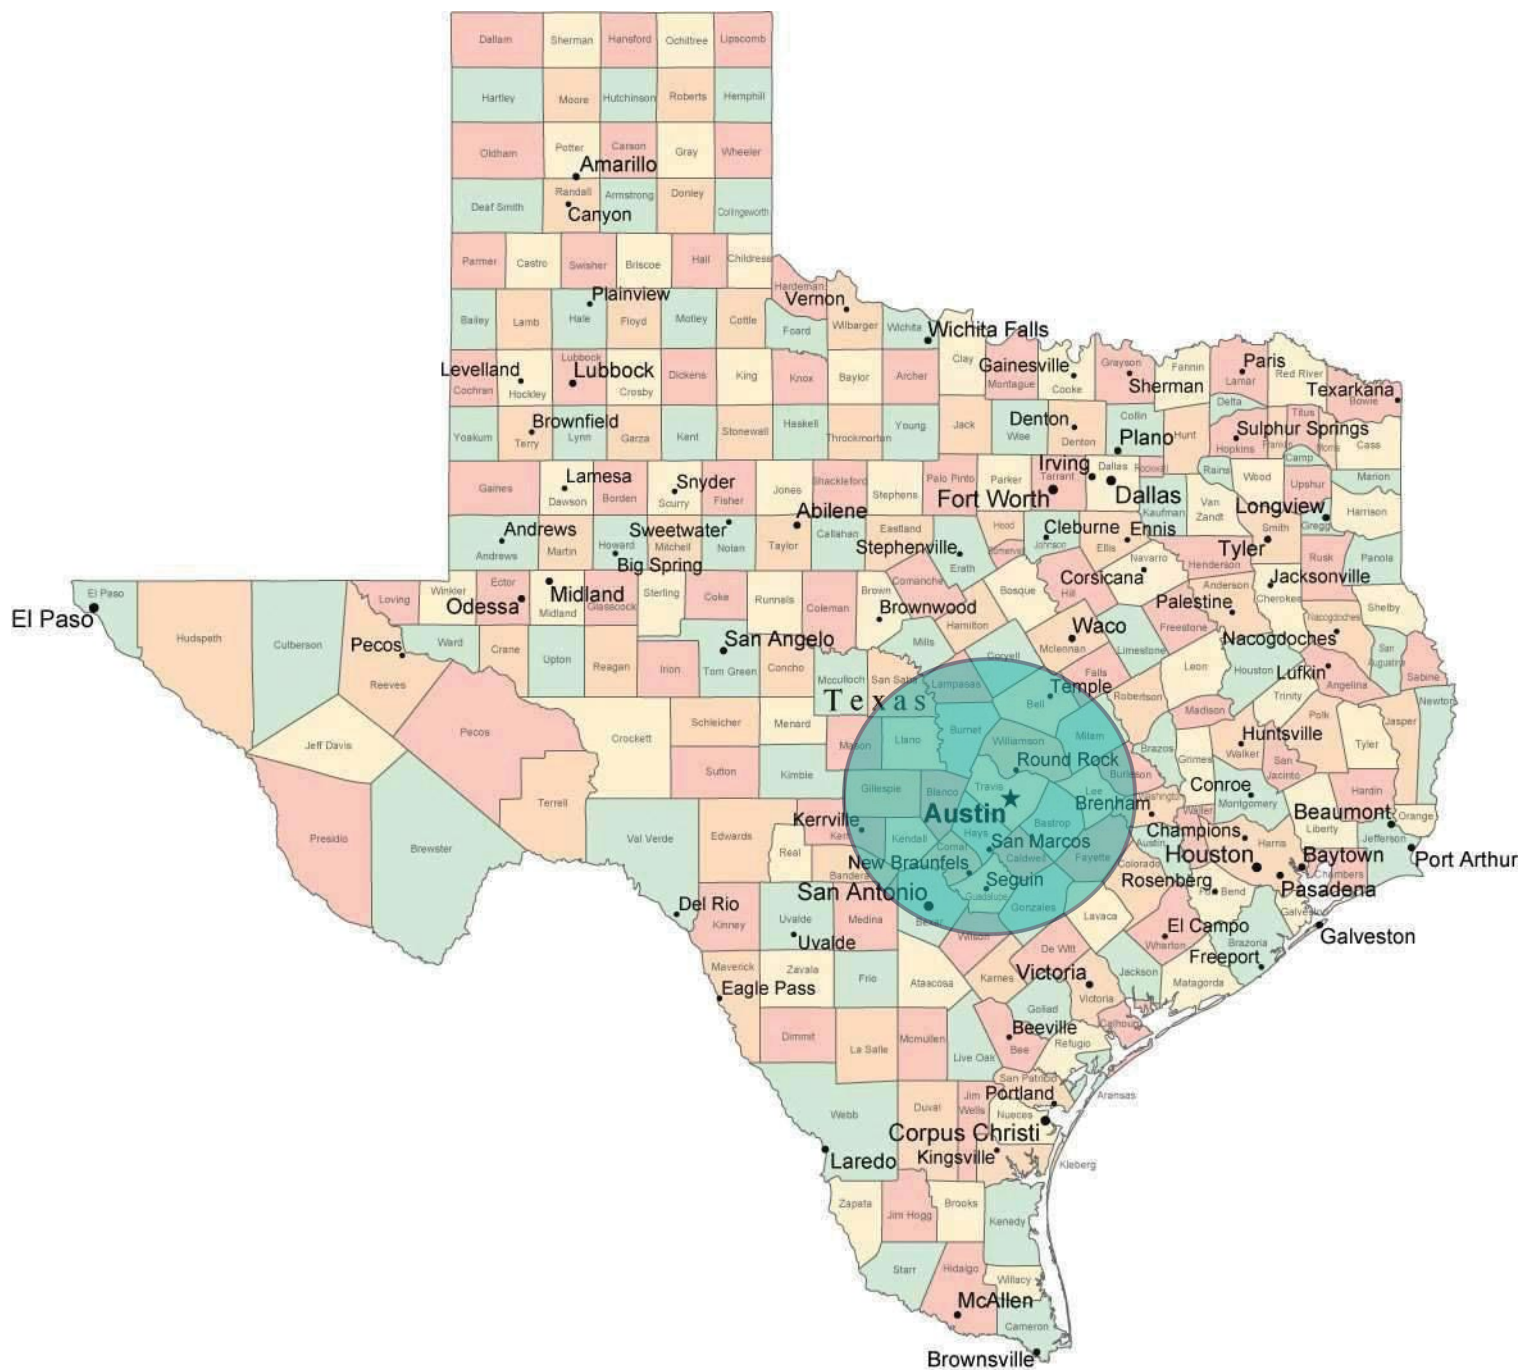 Dallam Sherman Hansford Ochiltree Lipscomb
Hartley Moore Hutchinson Roberts Hemphill
Oldham Potter Carson Gray Wheeler
Amarillo
Deaf Smith Randall Armstrong Donley Collingsworth
Canyon
Parmer Castro Swisher Briscoe Hall Childress
Hardeman
Plainview Vernon
Bailey Lamb Hale Floyd Motley Cottle Foard Wilbarger Wichita
Wichita Falls
Clay Gainesville Grayson Fannin Paris
Levelland Lubbock Lubbock Dickens King Knox Baylor Archer Montague Cooke Sherman Lamar Red River Texarkana
Cochran Hockley Crosby Bowie
Delta Titus
Brownfield Denton Collin Sulphur Springs
Yoakum Terry Lynn Garza Kent Stonewall Haskell Throckmorton Young Jack Wise Denton Plano Hunt Hopkins Franklin Morris Cass
Camp
Irving Dallas Rockwall Rains Wood Upshur Marion
Gaines Lamesa Dawson Borden Snyder Scurry Fisher Jones Shackleford Stephens Palo Pinto Parker Tarrant
Fort Worth Dallas Kaufman Van Zandt Longview Harrison
Abilene Smith Gregg
Andrews Andrews Martin Howard Sweetwater Mitchell Nolan Taylor Callahan Eastland Hood Cleburne Ennis
Big Spring Stephenville Erath Somervell Johnson Ellis Navarro Henderson Tyler Rusk Panola
El Paso Loving Winkler Ector Midland Glasscock Sterling Coke Runnels Coleman Brown Comanche Bosque Hill Corsicana Anderson Cherokee Jacksonville
El Paso Odessa Midland Brownwood Palestine Shelby
Hudspeth Culberson Pecos Ward Crane Upton Reagan Irion San Angelo Tom Green Concho Mills Hamilton Waco Mclennan Limestone Freestone Nacogdoches Nacogdoches
Reeves Mcculloch San Saba Coryell Falls Leon Houston Lufkin San Augustine Sabine
Texas Lampasas Temple Bell Robertson Trinity Angelina Newton
Jeff Davis Pecos Crockett Schleicher Menard Mason Llano Burnet Williamson Milam Madison Huntsville Walker Polk Tyler Jasper
Sutton Kimble Round Rock Brazos Grimes San Jacinto
Burleson
Presidio Brewster Terrell Val Verde Edwards Gillespie Blanco Travis Lee Washington Conroe Montgomery Hardin
Kerrville Kerr Austin Bastrop Brenham Waller Beaumont Orange
Real Kendall Hays San Marcos Champions Liberty Jefferson
Bandera New Braunfels Comal Caldwell Fayette Austin Colorado Houston Harris Baytown Port Arthur
San Antonio Seguin Guadalupe Rosenberg Fort Bend Chambers Pasadena
Del Rio Kinney Uvalde Medina Bexar Gonzales Lavaca El Campo Galveston
Uvalde Wilson De Witt Wharton Brazoria Galveston
Maverick Zavala Frio Ataacosa Karnes Victoria Jackson Freeport
Eagle Pass Victoria Matagorda
Dimmit La Salle Mcmullen Live Oak Goliad Calhoun
Beeville Bee Refugio
Webb Duval Jim Wells San Patricio
Portland Aransas
Nueces
Corpus Christi
Laredo Kingsville Kleberg
Zapata Jim Hogg Brooks Kenedy
Starr Hidalgo Willacy
McAllen
Cameron
Brownsville